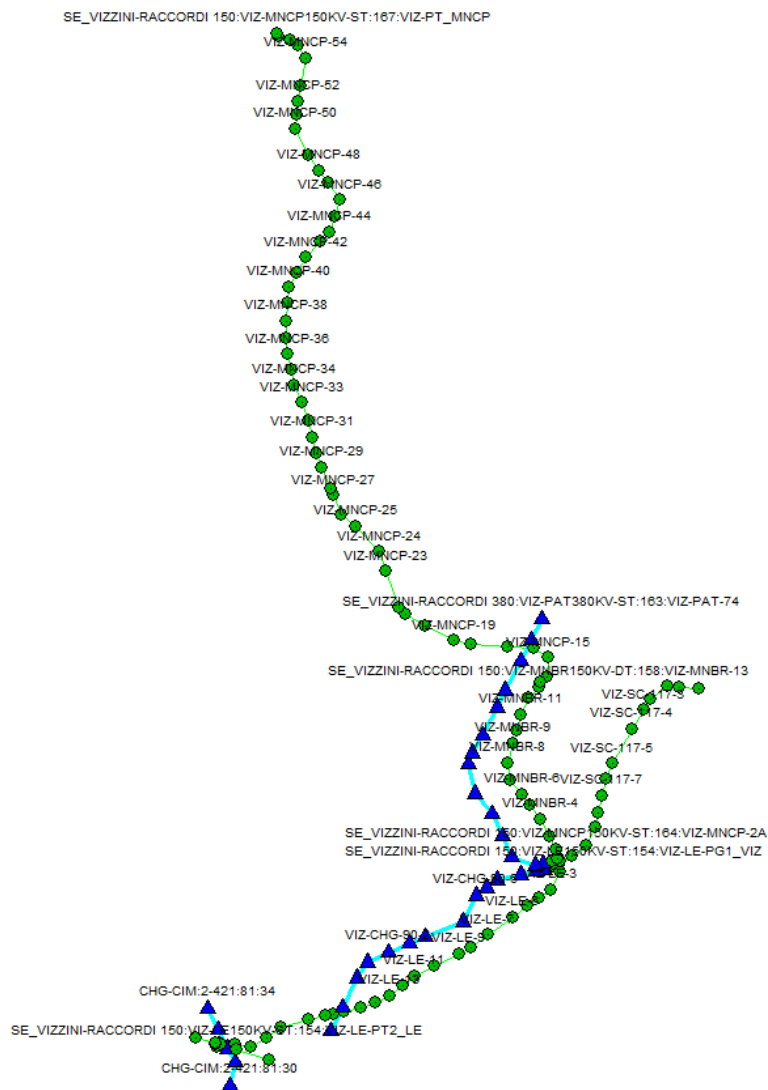 SE_VIZZINI-RACCORDI 150:VIZ-MNCP150KV-ST:167:VIZ-PT_MNCP
VIZ-MNCP-54
VIZ-MNCP-52
VIZ-MNCP-50
VIZ-MNCP-48
VIZ-MNCP-46
VIZ-MNCP-44
VIZ-MNCP-42
VIZ-MNCP-40
VIZ-MNCP-38
VIZ-MNCP-36
VIZ-MNCP-34
VIZ-MNCP-33
VIZ-MNCP-31
VIZ-MNCP-29
VIZ-MNCP-27
VIZ-MNCP-25
VIZ-MNCP-24
VIZ-MNCP-23
SE_VIZZINI-RACCORDI 380:VIZ-PAT380KV-ST:163:VIZ-PAT-74
VIZ-MNCP-19
VIZ-MNCP-15
SE_VIZZINI-RACCORDI 150:VIZ-MNBR150KV-DT:158:VIZ-MNBR-13
VIZ-SC-117-3
VIZ-MNBR-11
VIZ-SC-117-4
VIZ-MNBR-9
VIZ-MNBR-8
VIZ-SC-117-5
VIZ-MNBR-6
VIZ-SC-117-7
VIZ-MNBR-4
SE_VIZZINI-RACCORDI 150:VIZ-MNCP150KV-ST:164:VIZ-MNCP-2A
SE_VIZZINI-RACCORDI 150:VIZ-LE150KV-ST:154:VIZ-LE-PG1_VIZ
VIZ-LE-9
VIZ-LE-11
CHG-CIM:2-421:81:34
SE_VIZZINI-RACCORDI 150:VIZ-LE150KV-ST:154:VIZ-LE-PT2_LE
CHG-CIM:2-421:81:30